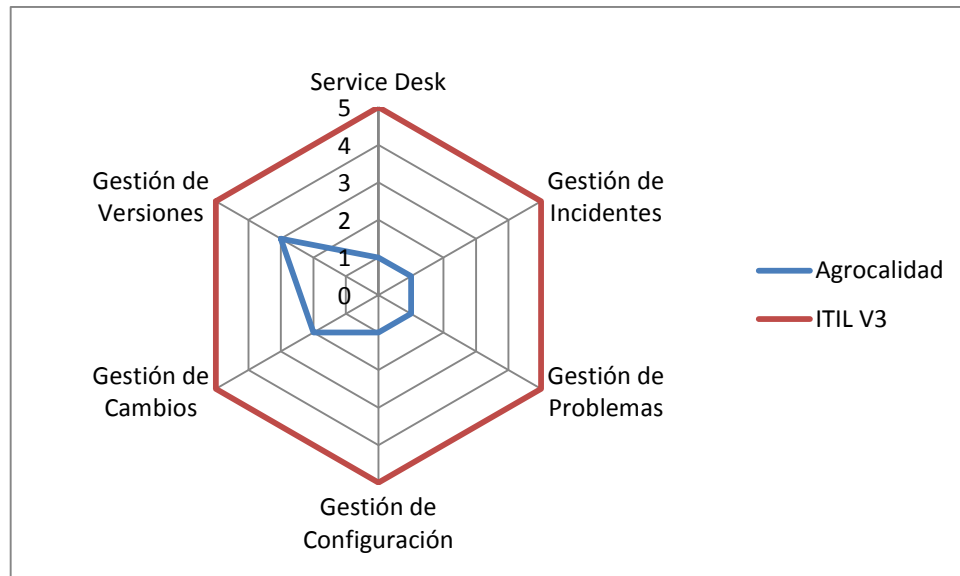 Service Desk
5
4
3
2
1
0
Gestión de
Incidentes
Gestión de
Problemas
Gestión de
Configuración
Gestión de
Cambios
Gestión de
Versiones
Agrocalidad
ITIL V3